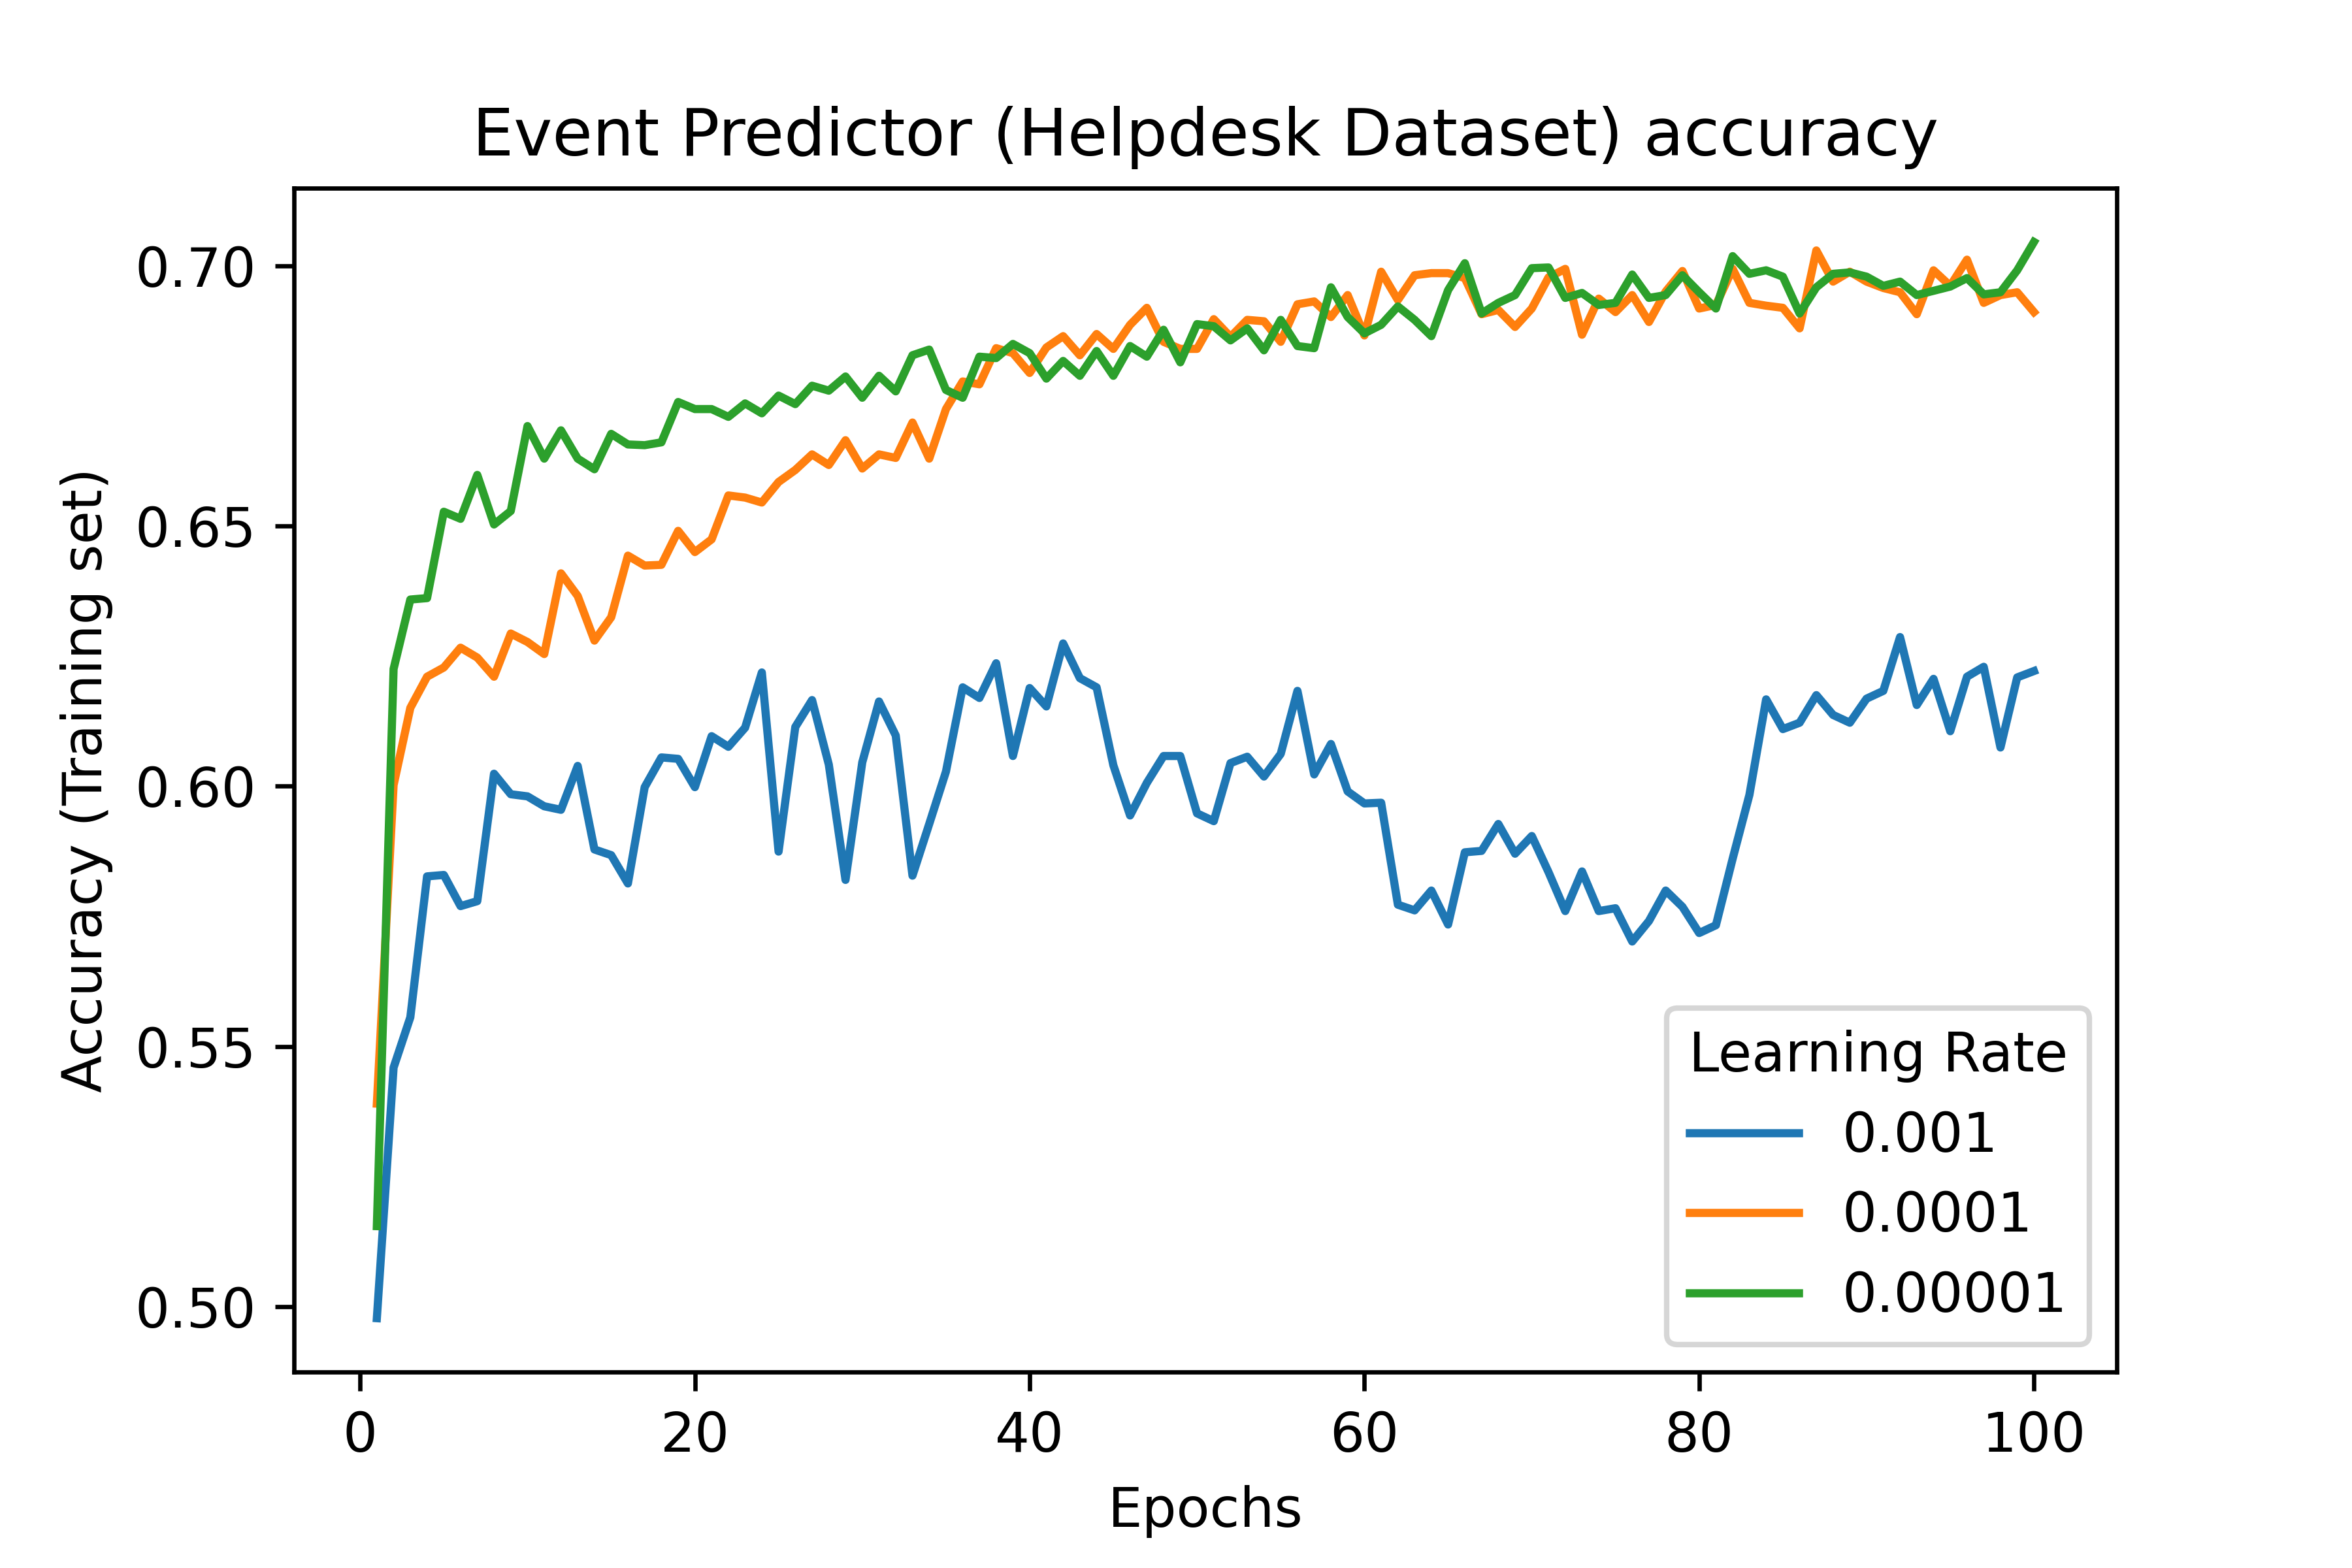 Event Predictor (Helpdesk Dataset) accuracy
Accuracy (Training set)
0.70
0.65
0.60
0.55
0.50
0 20 40 60 80 100
Epochs
Learning Rate
0.001
0.0001
0.00001